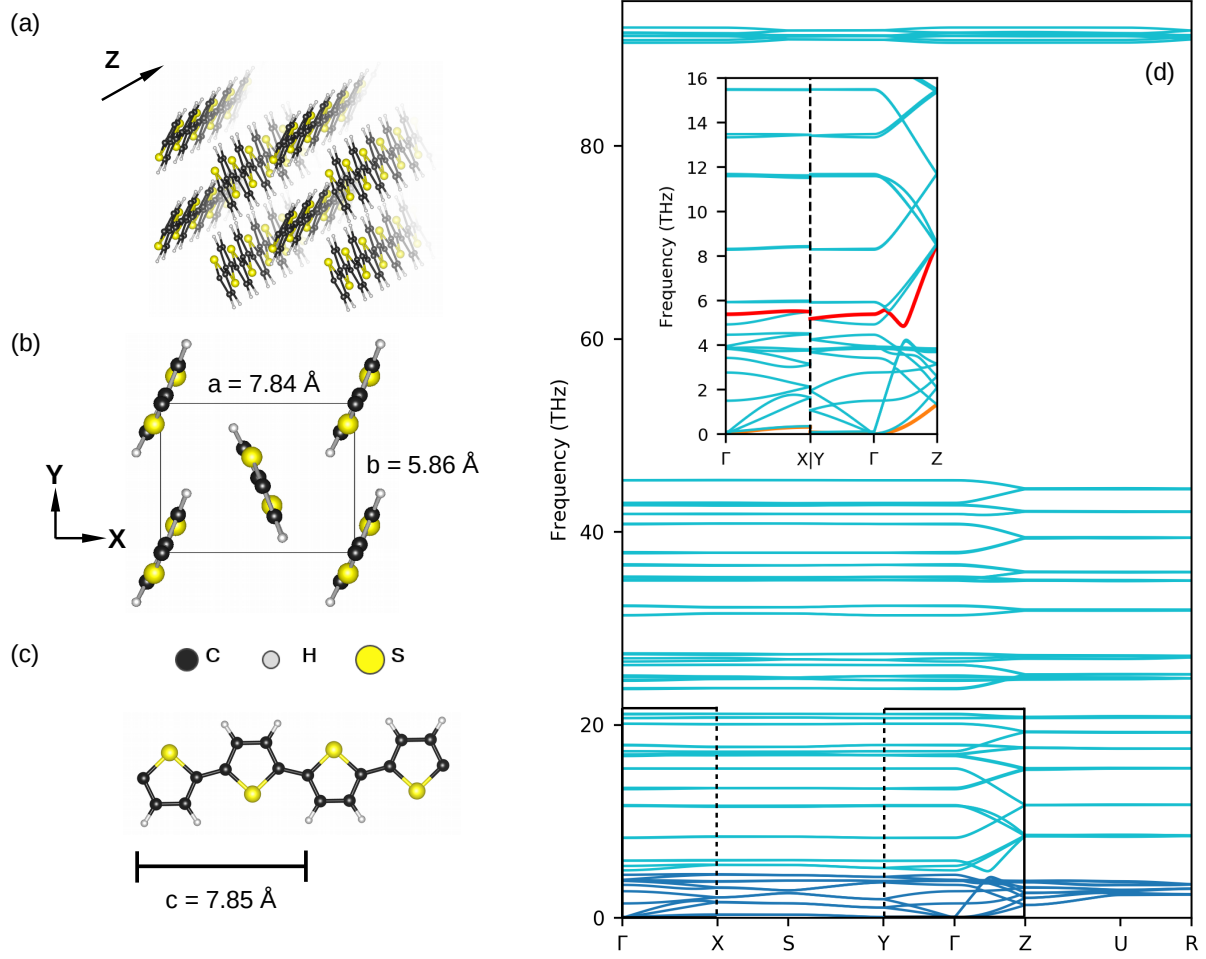 (a)
Z
(b)
a = 7.84 Å
b = 5.86 Å
Y
X
(c)
C H S
c = 7.85 Å
(d)
Frequency (THz)
80
60
40
20
0
Γ X S Y Γ Z U R
Frequency (THz)
16
14
12
10
8
6
4
2
0
Γ X|Y Γ Z